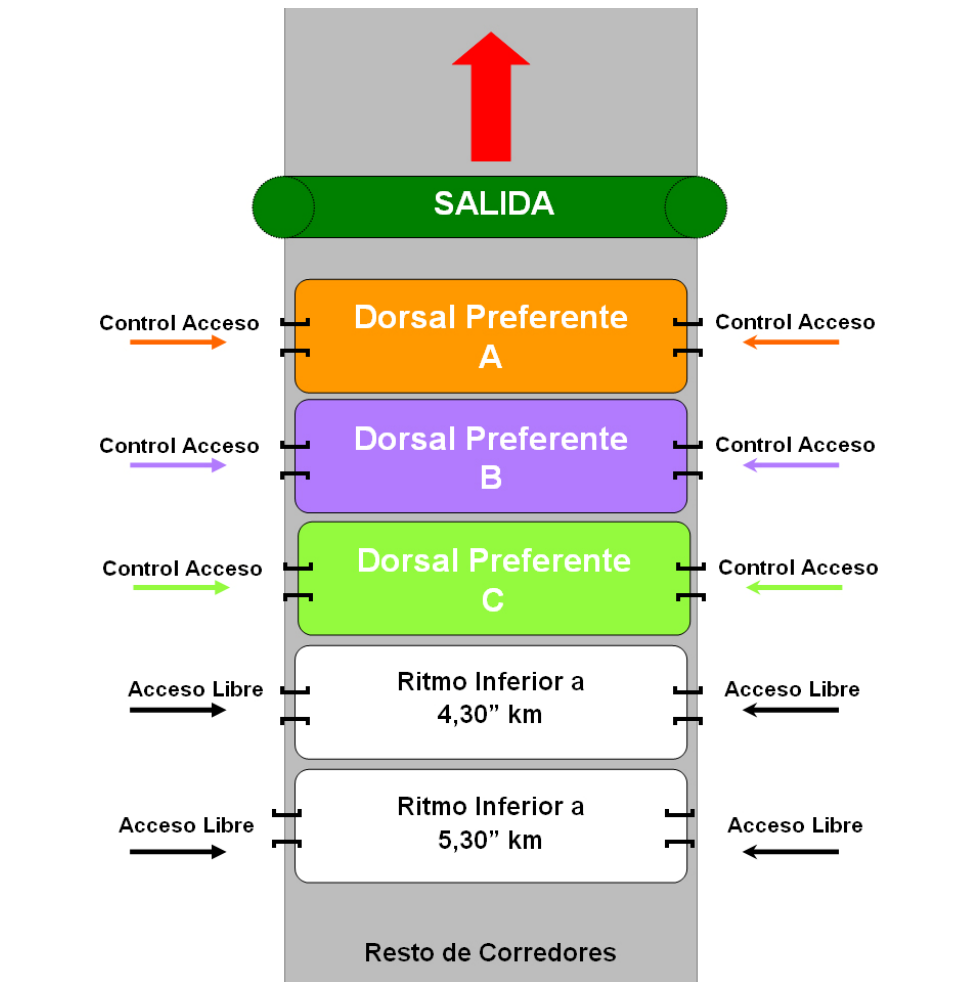 SALIDA
Control Acceso
Dorsal Preferente
A
Control Acceso
Control Acceso
Dorsal Preferente
B
Control Acceso
Control Acceso
Dorsal Preferente
C
Control Acceso
Acceso Libre
Ritmo Inferior a
4,30” km
Acceso Libre
Acceso Libre
Ritmo Inferior a
5,30” km
Acceso Libre
Resto de Corredores